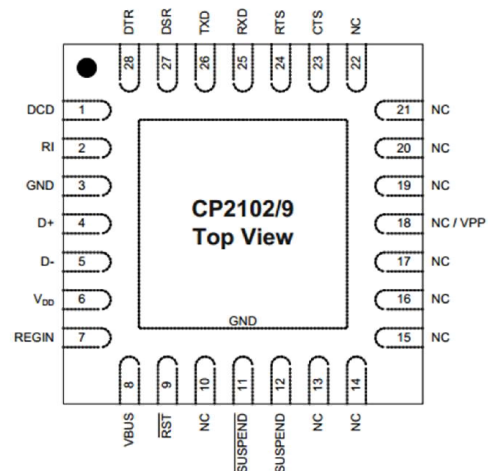 DTR
DSR
TXD
RXD
RTS
CTS
NC
28
27
26
25
24
23
22
DCD 1
RI 2
GND 3
D+ 4
D- 5
VDD 6
REGIN 7
21 NC
20 NC
19 NC
18 NC / VPP
17 NC
16 NC
15 NC
CP2102/9
Top View
GND
8
9
10
11
12
13
14
VBUS
RST
NC
SUSPEND
SUSPEND
NC
NC